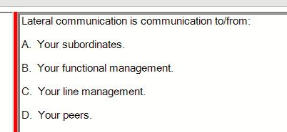 Lateral communication is communication to/from:
A. Your subordinates.
B. Your functional management.
C. Your line management.
D. Your peers.